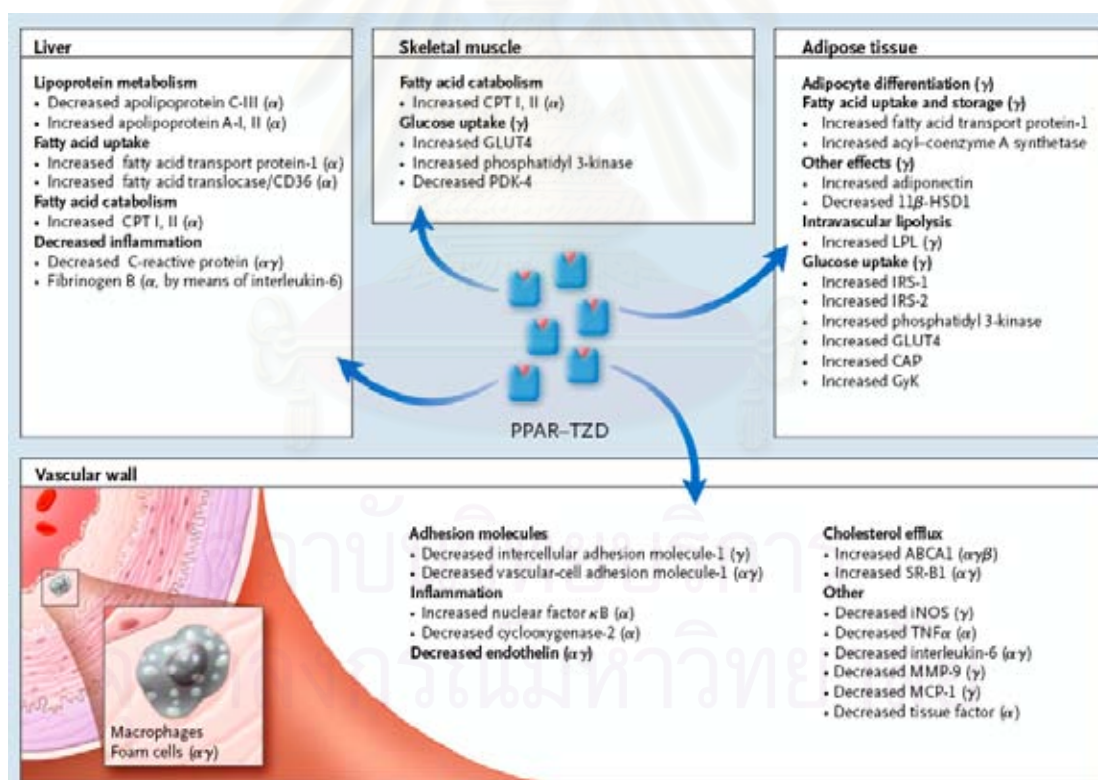 Liver
Lipoprotein metabolism
• Decreased apolipoprotein C-III (α)
• Increased apolipoprotein A-I, II (α)
Fatty acid uptake
• Increased fatty acid transport protein-1 (α)
• Increased fatty acid translocase/CD36 (α)
Fatty acid catabolism
• Increased CPT I, II (α)
Decreased inflammation
• Decreased C-reactive protein (αγ)
• Fibrinogen B (α, by means of interleukin-6)
Skeletal muscle
Fatty acid catabolism
• Increased CPT I, II (α)
Glucose uptake (γ)
• Increased GLUT4
• Increased phosphatidyl 3-kinase
• Decreased PDK-4
Adipose tissue
Adipocyte differentiation (γ)
Fatty acid uptake and storage (γ)
• Increased fatty acid transport protein-1
• Increased acyl–coenzyme A synthetase
Other effects (γ)
• Increased adiponectin
• Decreased 11β-HSD1
Intravascular lipolysis
• Increased LPL (γ)
Glucose uptake (γ)
• Increased IRS-1
• Increased IRS-2
• Increased phosphatidyl 3-kinase
• Increased GLUT4
• Increased CAP
• Increased GyK
PPAR–TZD
Vascular wall
Macrophages
Foam cells (αγ)
Adhesion molecules
• Decreased intercellular adhesion molecule-1 (γ)
• Decreased vascular-cell adhesion molecule-1 (αγ)
Inflammation
• Increased nuclear factor κB (α)
• Decreased cyclooxygenase-2 (α)
Decreased endothelin (αγ)
Cholesterol efflux
• Increased ABCA1 (αγβ)
• Increased SR-B1 (αγ)
Other
• Decreased iNOS (γ)
• Decreased TNFα (α)
• Decreased interleukin-6 (αγ)
• Decreased MMP-9 (γ)
• Decreased MCP-1 (γ)
• Decreased tissue factor (α)